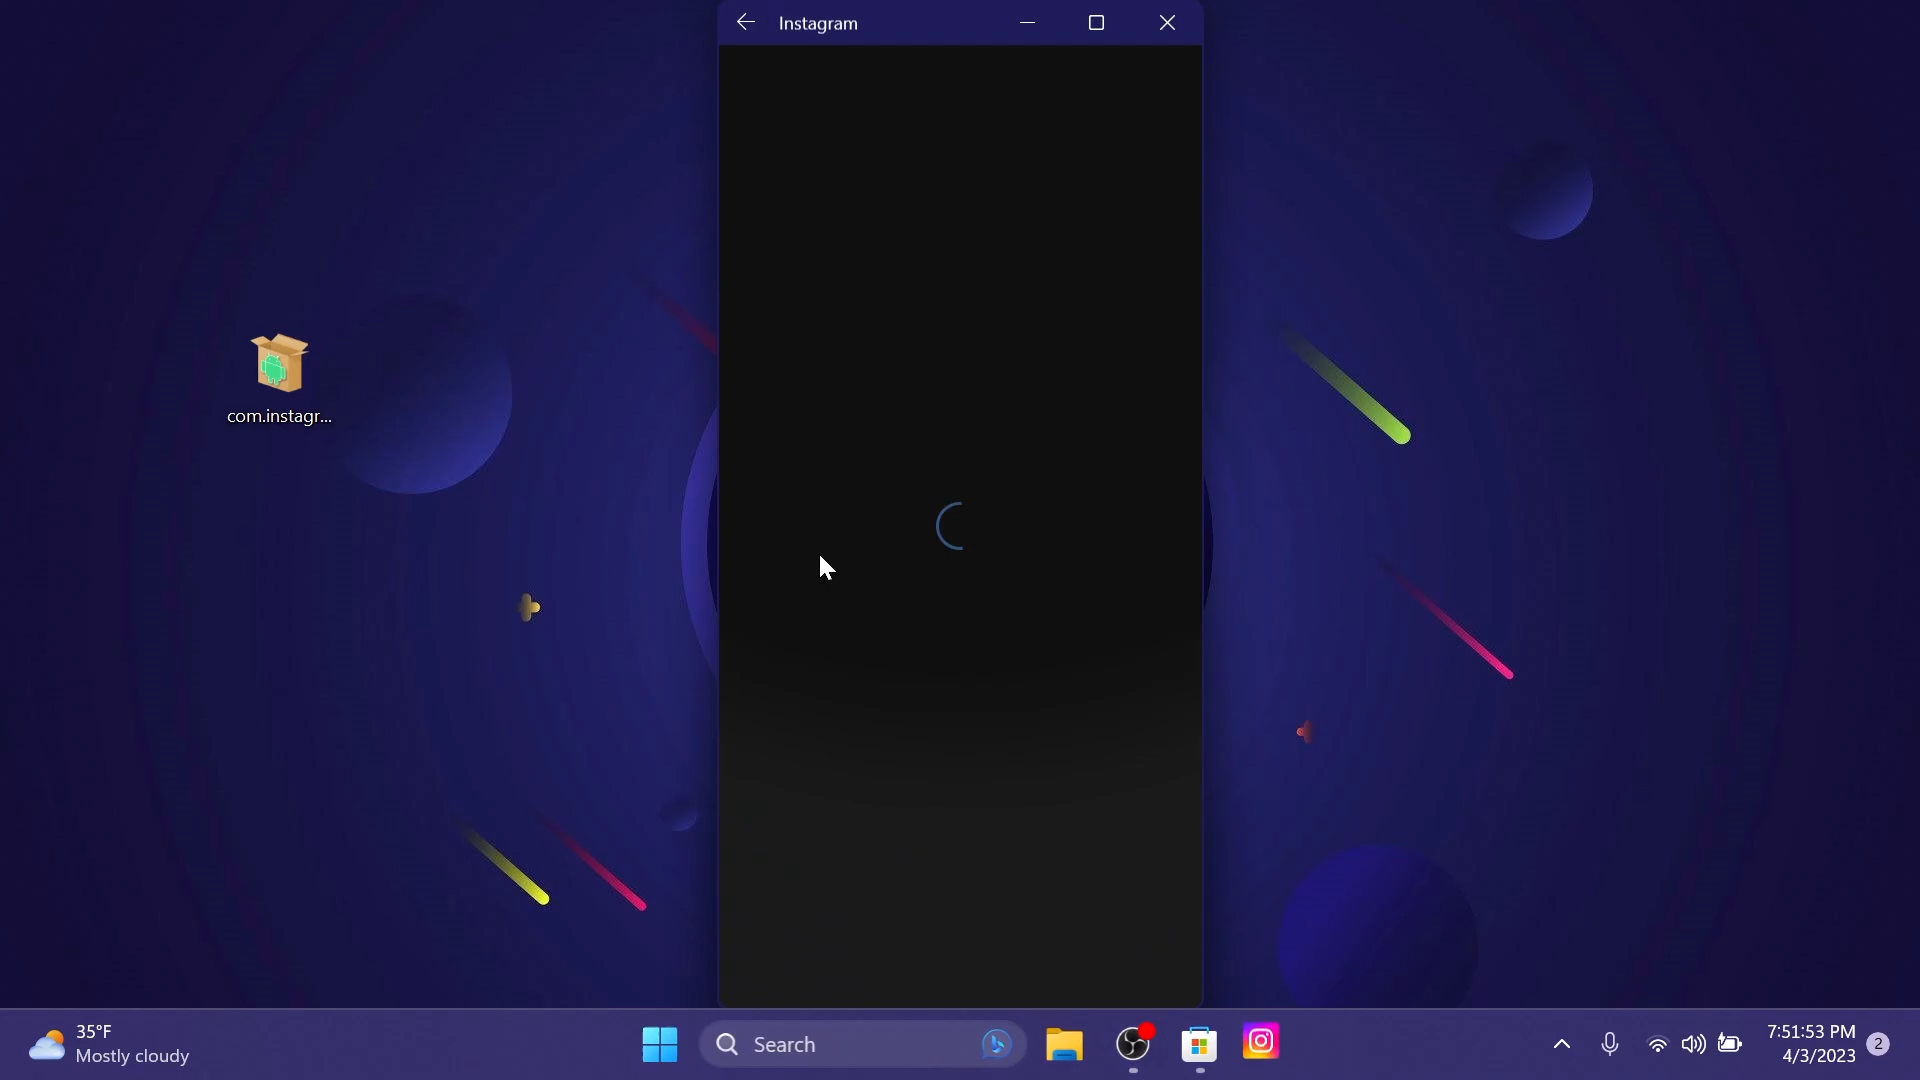 Instagram
com.instagr...
35°F
Mostly cloudy
Search
7:51:53 PM
4/3/2023
2